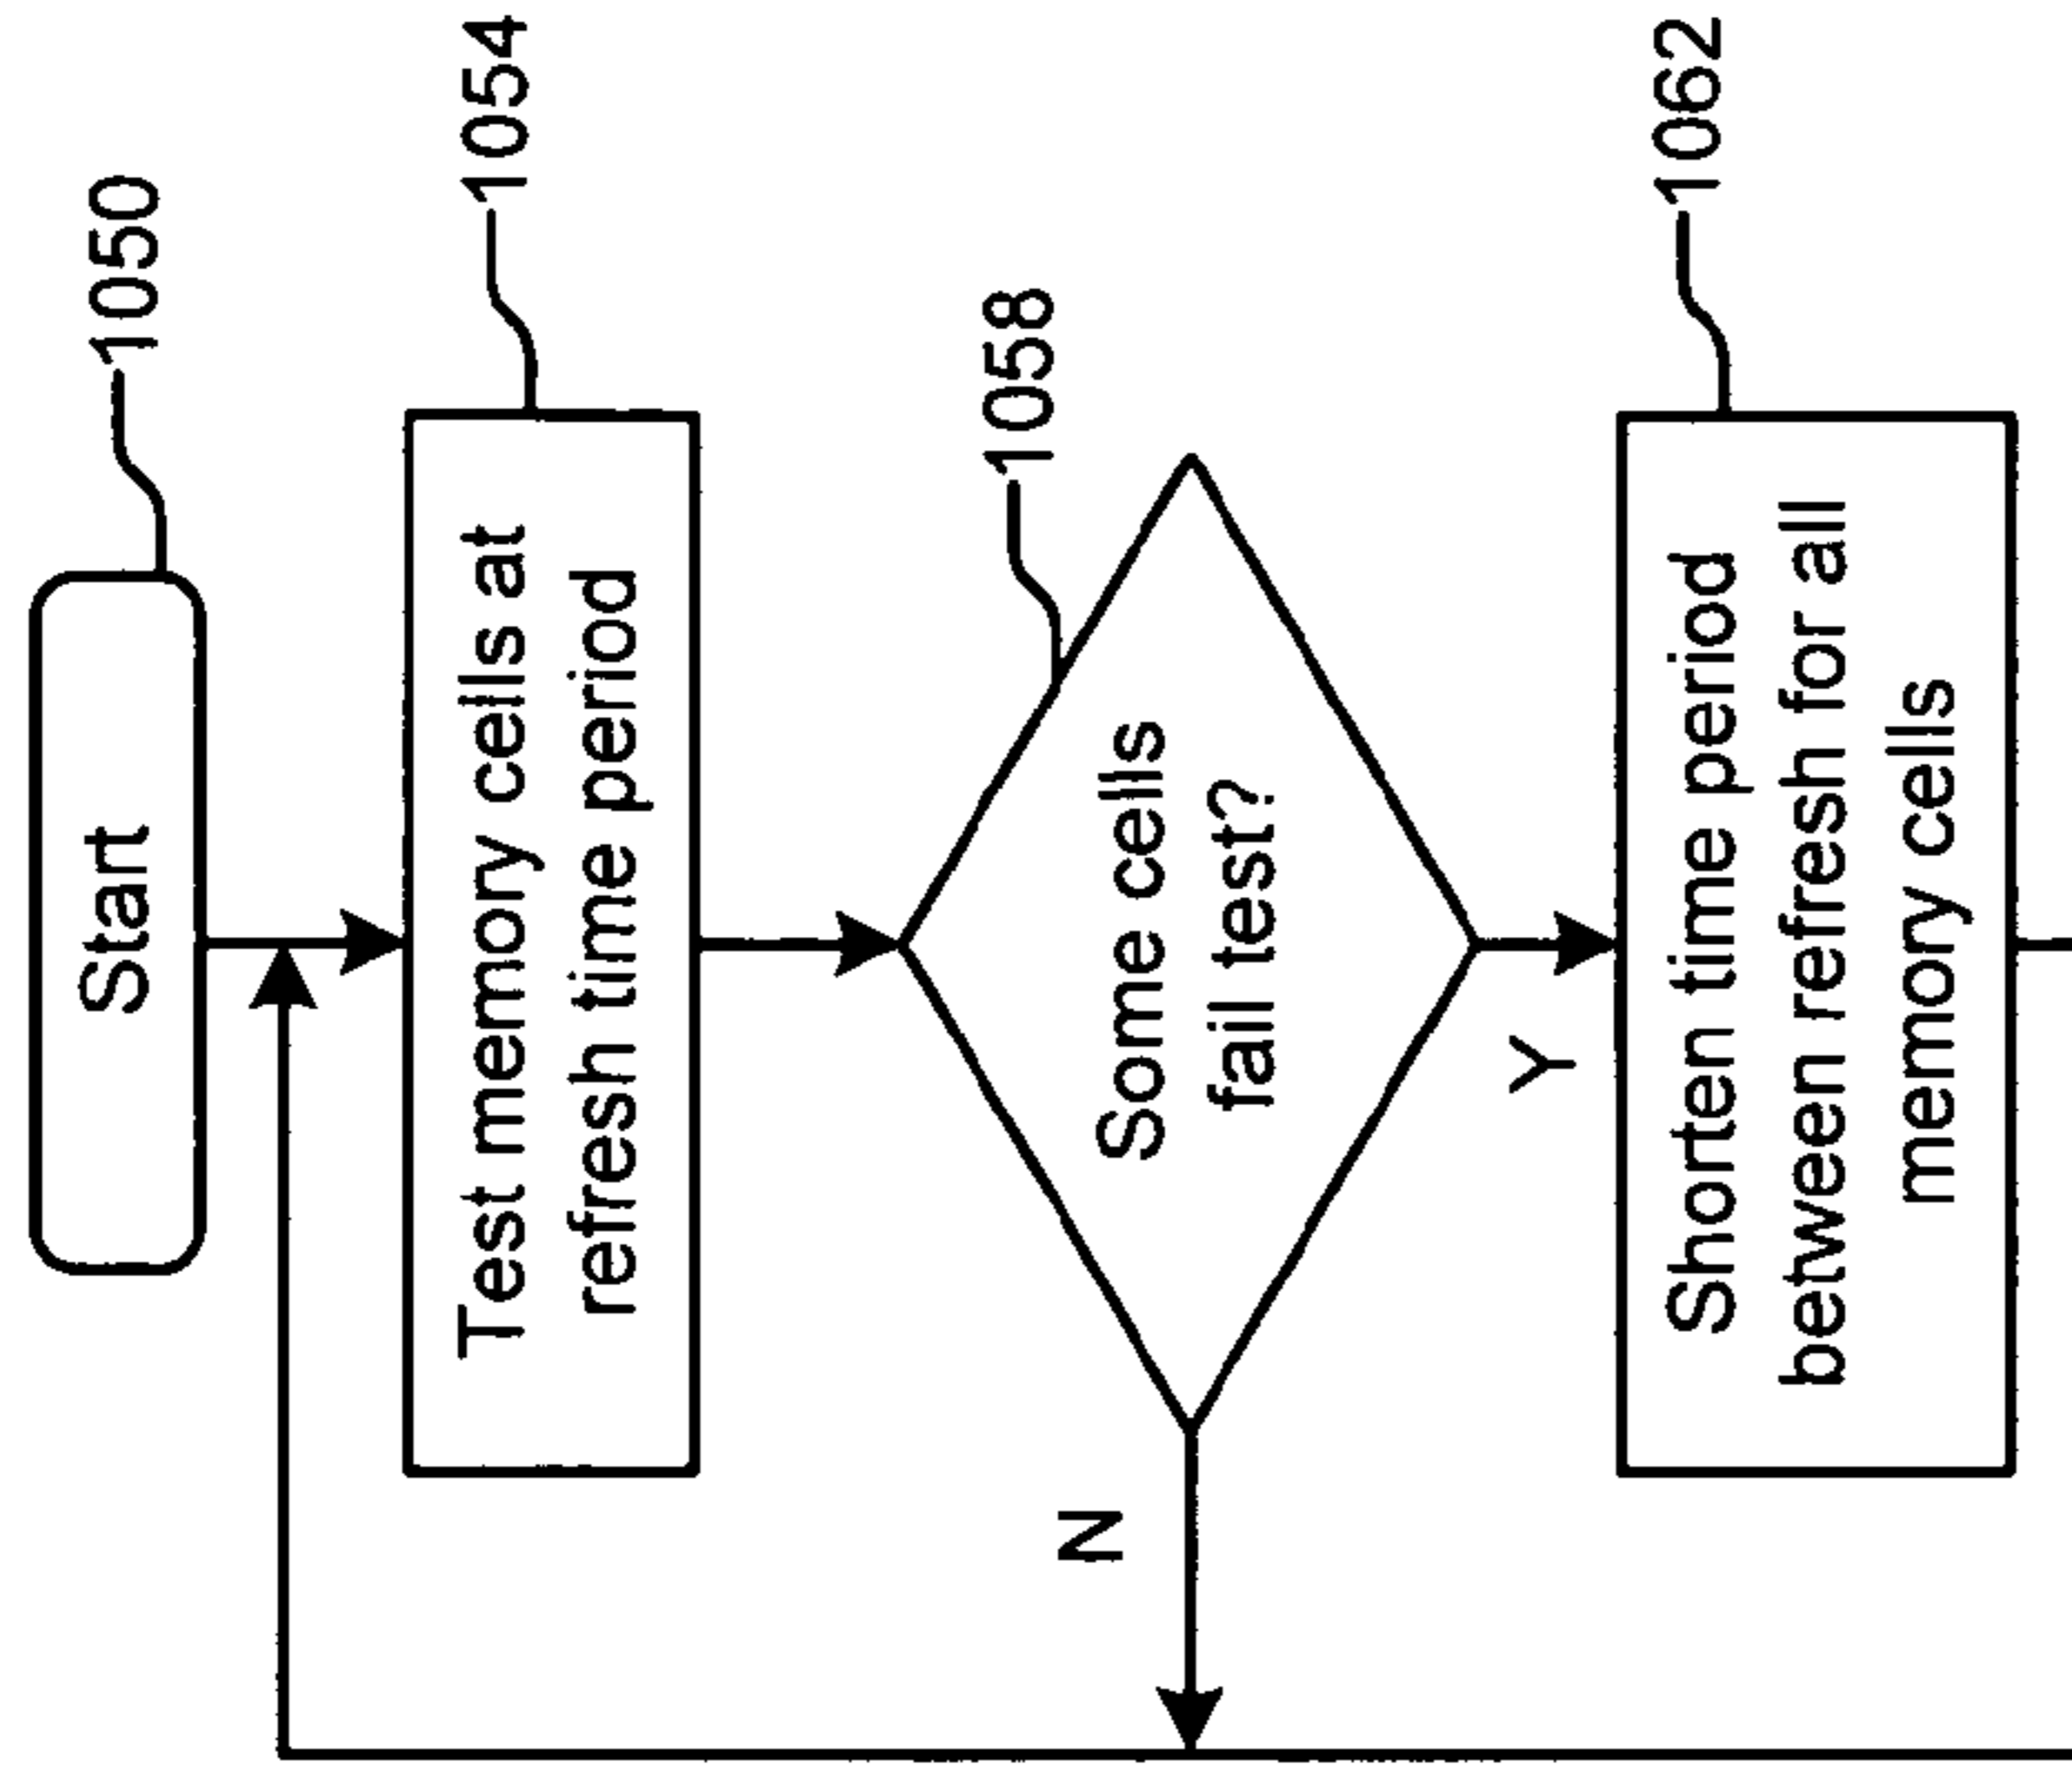 Start
1050
Test memory cells at
refresh time period
1054
Some cells
fail test?
1058
N
Y
Shorten time period
between refresh for all
memory cells
1062